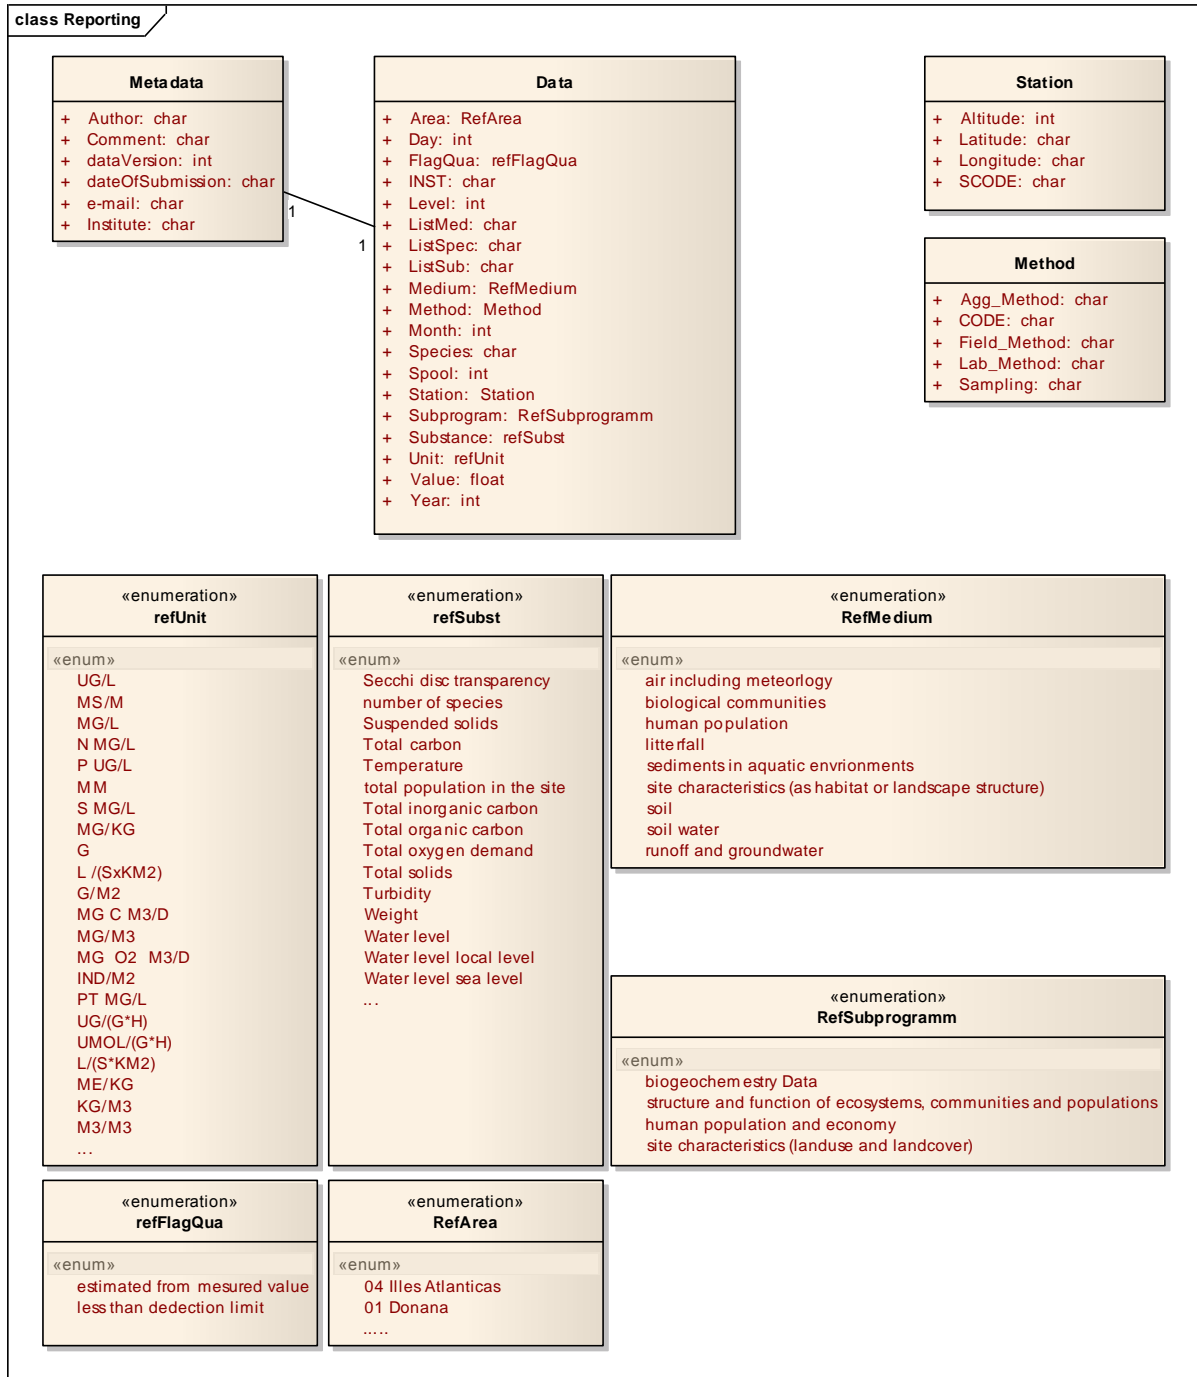 class Reporting
Metadata
+ Author: char
+ Comment: char
+ dataVersion: int
+ dateOfSubmission: char
+ e-mail: char
+ Institute: char
1
1
Data
+ Area: RefArea
+ Day: int
+ FlagQua: refFlagQua
+ INST: char
+ Level: int
+ ListMed: char
+ ListSpec: char
+ ListSub: char
+ Medium: RefMedium
+ Method: Method
+ Month: int
+ Species: char
+ Spool: int
+ Station: Station
+ Subprogram: RefSubprogramm
+ Substance: refSubst
+ Unit: refUnit
+ Value: float
+ Year: int
Station
+ Altitude: int
+ Latitude: char
+ Longitude: char
+ SCODE: char
Method
+ Agg_Method: char
+ CODE: char
+ Field_Method: char
+ Lab_Method: char
+ Sampling: char
«enumeration»
refUnit
«enum»
UG/L
MS/M
MG/L
N MG/L
P UG/L
MM
S MG/L
MG/KG
G
L /(SxKM2)
G/M2
MG C M3/D
MG/M3
MG O2 M3/D
IND/M2
PT MG/L
UG/(G*H)
UMOL/(G*H)
L/(S*KM2)
ME/KG
KG/M3
M3/M3
...
«enumeration»
refSubst
«enum»
Secchi disc transparency
number of species
Suspended solids
Total carbon
Temperature
total population in the site
Total inorganic carbon
Total organic carbon
Total oxygen demand
Total solids
Turbidity
Weight
Water level
Water level local level
Water level sea level
...
«enumeration»
RefMedium
«enum»
air including meteorlogy
biological communities
human population
litterfall
sediments in aquatic envrionments
site characteristics (as habitat or landscape structure)
soil
soil water
runoff and groundwater
«enumeration»
RefSubprogramm
«enum»
biogeochemestry Data
structure and function of ecosystems, communities and populations
human population and economy
site characteristics (landuse and landcover)
«enumeration»
refFlagQua
«enum»
estimated from mesured value
less than dedection limit
«enumeration»
RefArea
«enum»
04 Illes Atlanticas
01 Donana
.....